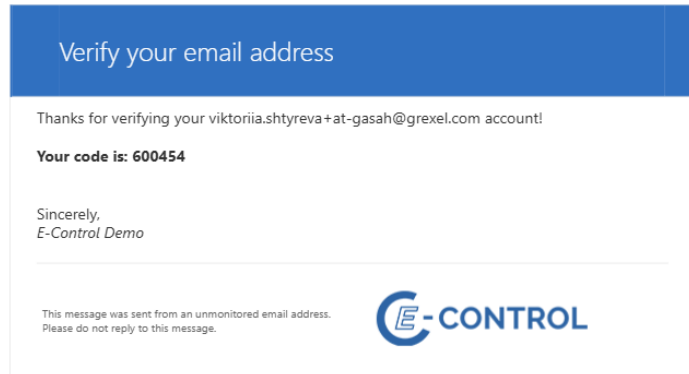 Verify your email address
Thanks for verifying your viktoriia.shtyreva+at-gasah@grexel.com account!
Your code is: 600454
Sincerely,
E-Control Demo
This message was sent from an unmonitored email address.
Please do not reply to this message.
E-CONTROL